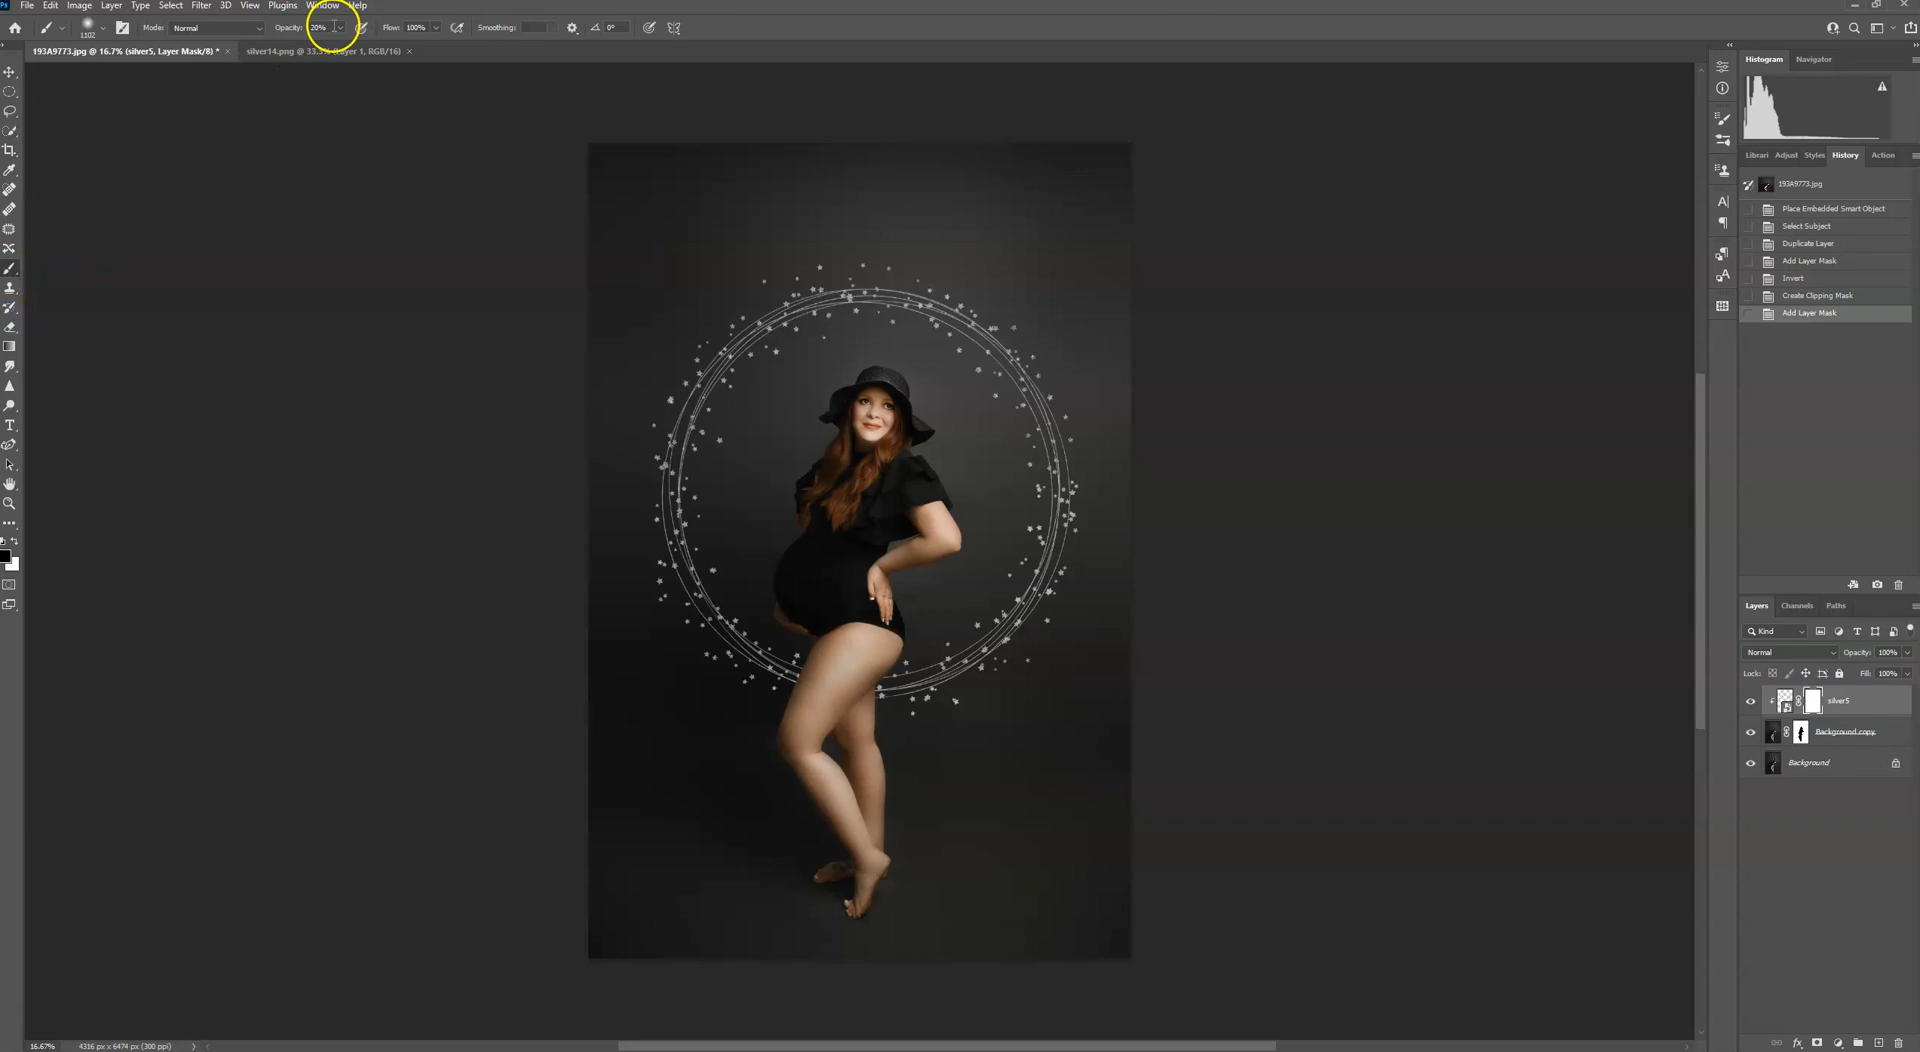 Ps File Edit Image Layer Type Select Filter 3D View Plugins Window Help
1102 Mode: Normal Opacity: 20% Flow: 100% Smoothing: 0°
193A9773.jpg @ 16.7% (silver5, Layer Mask/8) * × silver14.png @ 33.3% (Layer 1, RGB/16) ×
Histogram Navigator
Librari Adjust Styles History Action
193A9773.jpg
Place Embedded Smart Object
Select Subject
Duplicate Layer
Add Layer Mask
Invert
Create Clipping Mask
Add Layer Mask
Layers Channels Paths
Kind
Normal Opacity: 100%
Lock: Fill: 100%
silver5
Background copy
Background
16.67% 4316 px x 6474 px (300 ppi)